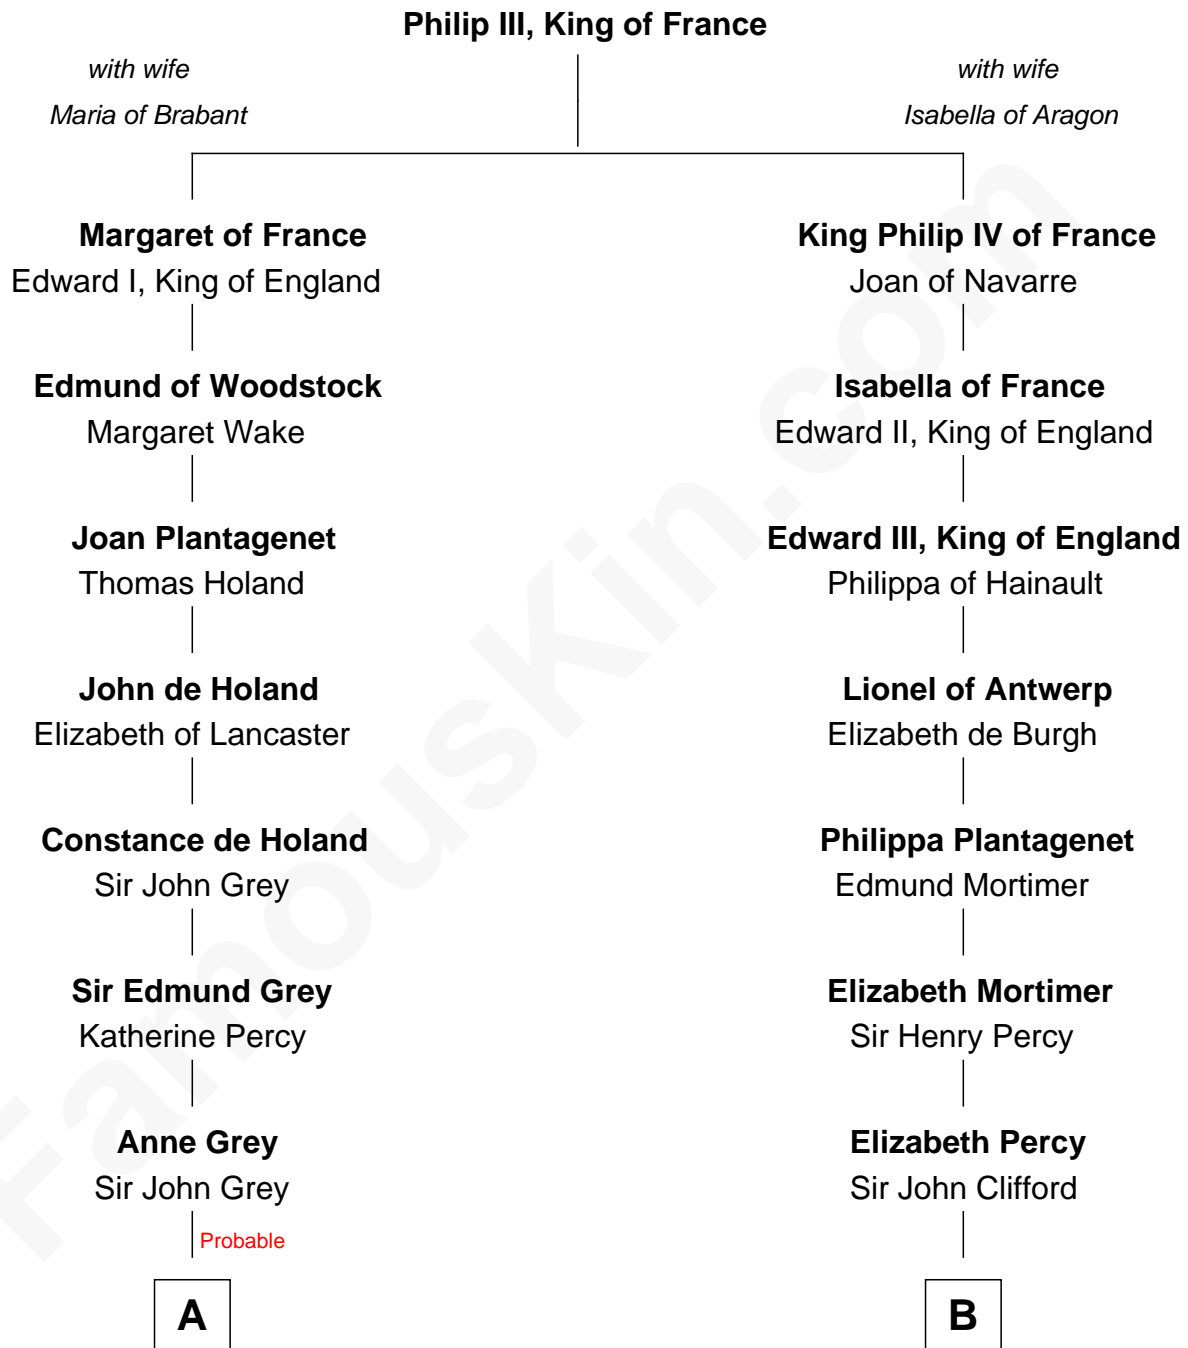 Philip III, King of France
with wife
Maria of Brabant
with wife
Isabella of Aragon
Margaret of France
Edward I, King of England
King Philip IV of France
Joan of Navarre
Edmund of Woodstock
Margaret Wake
Isabella of France
Edward II, King of England
Joan Plantagenet
Thomas Holand
Edward III, King of England
Philippa of Hainault
John de Holand
Elizabeth of Lancaster
Lionel of Antwerp
Elizabeth de Burgh
Constance de Holand
Sir John Grey
Philippa Plantagenet
Edmund Mortimer
Sir Edmund Grey
Katherine Percy
Elizabeth Mortimer
Sir Henry Percy
Anne Grey
Sir John Grey
Elizabeth Percy
Sir John Clifford
Probable
A
B
FamousKin.com